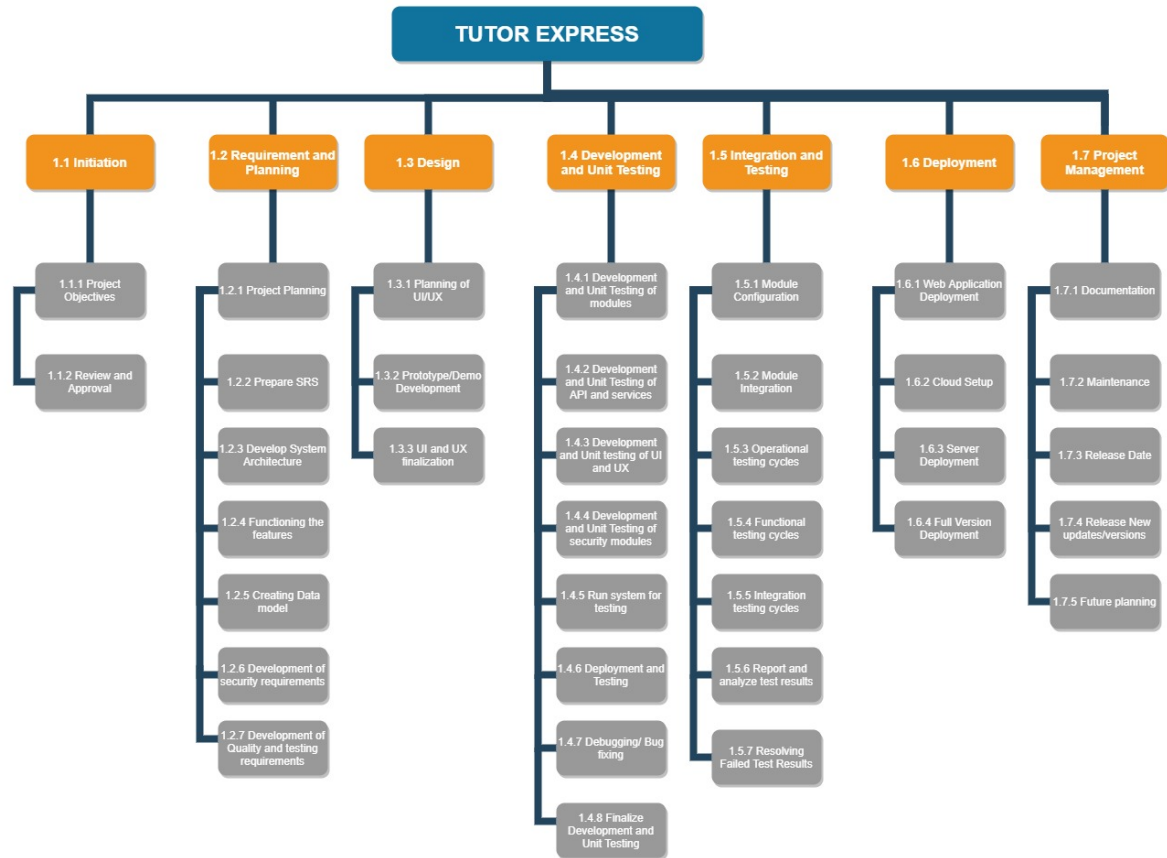 TUTOR EXPRESS
1.1 Initiation
1.2 Requirement and
Planning
1.3 Design
1.4 Development
and Unit Testing
1.5 Integration and
Testing
1.6 Deployment
1.7 Project
Management
1.1.1 Project
Objectives
1.1.2 Review and
Approval
1.2.1 Project Planning
1.2.2 Prepare SRS
1.2.3 Develop System
Architecture
1.2.4 Functioning the
features
1.2.5 Creating Data
model
1.2.6 Development of
security requirements
1.2.7 Development of
Quality and testing
requirements
1.3.1 Planning of
UI/UX
1.3.2 Prototype/Demo
Development
1.3.3 UI and UX
finalization
1.4.1 Development
and Unit Testing of
modules
1.4.2 Development
and Unit Testing of
API and services
1.4.3 Development
and Unit testing of UI
and UX
1.4.4 Development
and Unit Testing of
security modules
1.4.5 Run system for
testing
1.4.6 Deployment and
Testing
1.4.7 Debugging/ Bug
fixing
1.4.8 Finalize
Development and
Unit Testing
1.5.1 Module
Configuration
1.5.2 Module
Integration
1.5.3 Operational
testing cycles
1.5.4 Functional
testing cycles
1.5.5 Integration
testing cycles
1.5.6 Report and
analyze test results
1.5.7 Resolving
Failed Test Results
1.6.1 Web Application
Deployment
1.6.2 Cloud Setup
1.6.3 Server
Deployment
1.6.4 Full Version
Deployment
1.7.1 Documentation
1.7.2 Maintenance
1.7.3 Release Date
1.7.4 Release New
updates/versions
1.7.5 Future planning